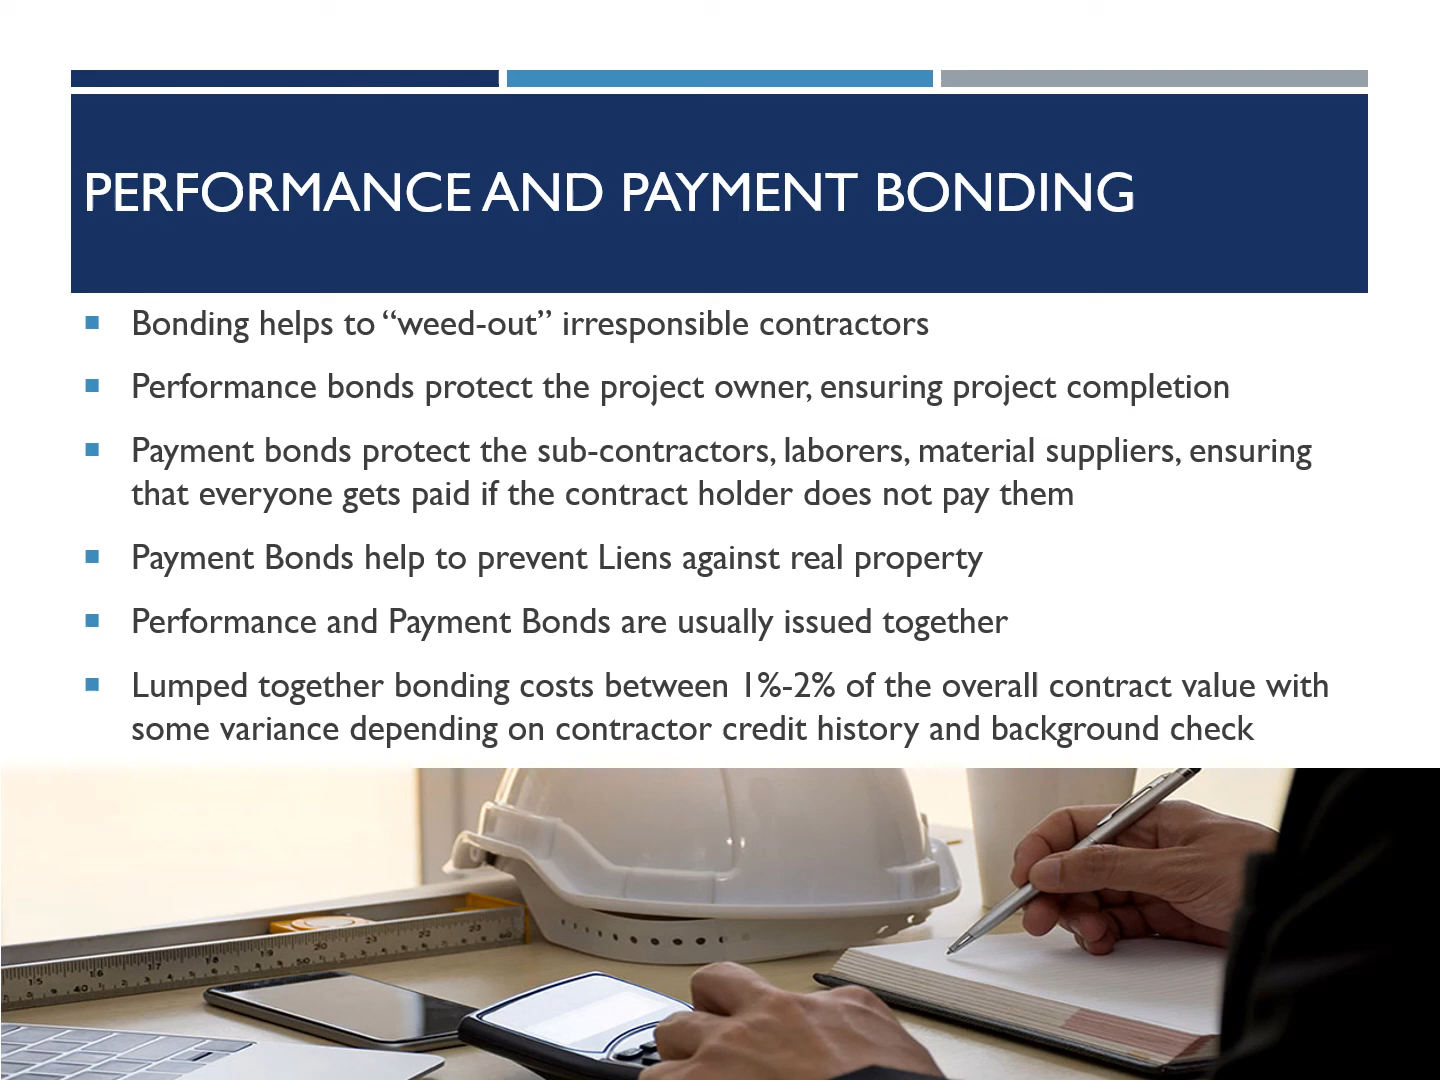 PERFORMANCE AND PAYMENT BONDING
Bonding helps to “weed-out” irresponsible contractors
Performance bonds protect the project owner, ensuring project completion
Payment bonds protect the sub-contractors, laborers, material suppliers, ensuring
that everyone gets paid if the contract holder does not pay them
Payment Bonds help to prevent Liens against real property
Performance and Payment Bonds are usually issued together
Lumped together bonding costs between 1%-2% of the overall contract value with
some variance depending on contractor credit history and background check